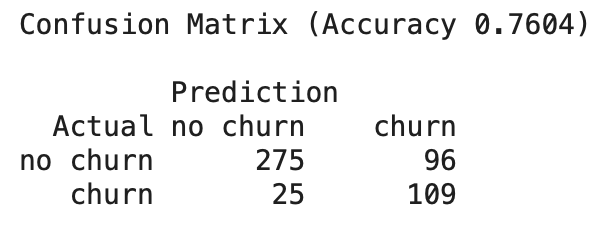 Confusion Matrix (Accuracy 0.7604)
Prediction
Actual no churn churn
no churn 275 96
churn 25 109